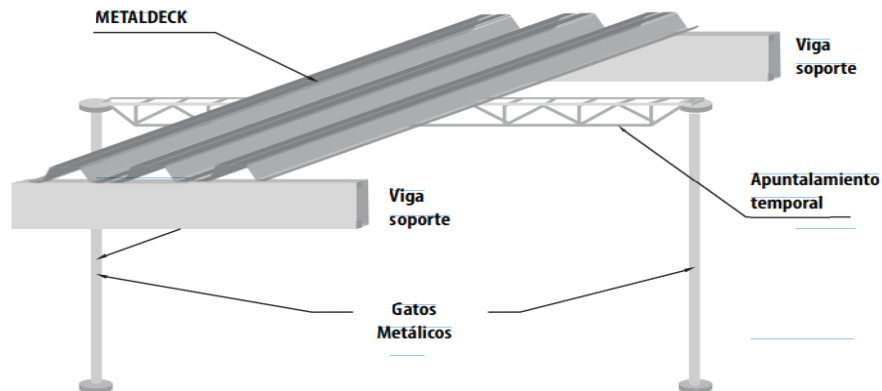 METALDECK
Viga
soporte
Viga
soporte
Apuntalamiento
temporal
Gatos
Metálicos